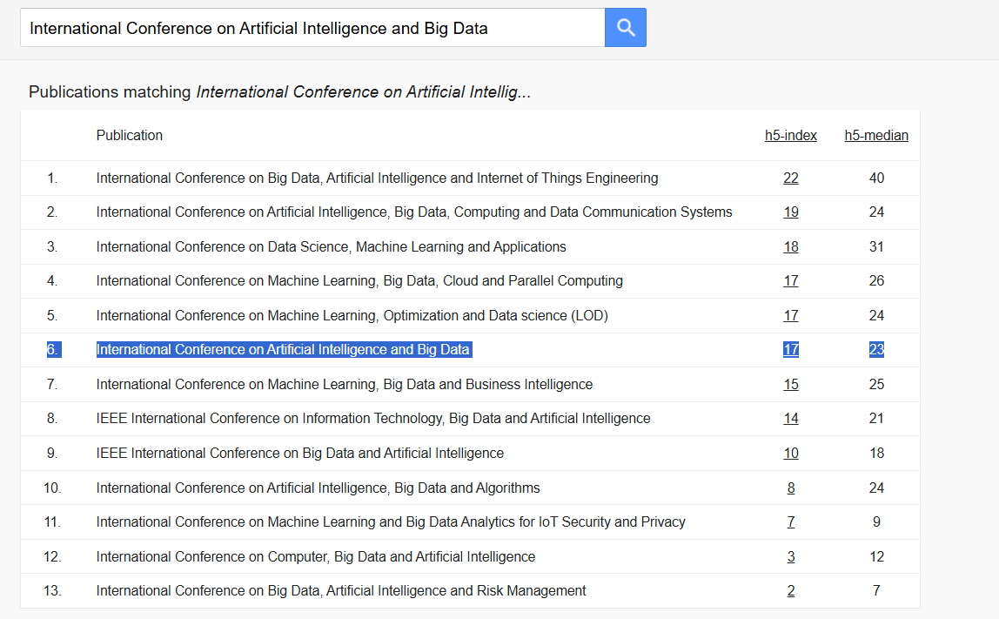 International Conference on Artificial Intelligence and Big Data
Publications matching International Conference on Artificial Intellig...
Publication h5-index h5-median
1. International Conference on Big Data, Artificial Intelligence and Internet of Things Engineering 22 40
2. International Conference on Artificial Intelligence, Big Data, Computing and Data Communication Systems 19 24
3. International Conference on Data Science, Machine Learning and Applications 18 31
4. International Conference on Machine Learning, Big Data, Cloud and Parallel Computing 17 26
5. International Conference on Machine Learning, Optimization and Data science (LOD) 17 24
6. International Conference on Artificial Intelligence and Big Data 17 23
7. International Conference on Machine Learning, Big Data and Business Intelligence 15 25
8. IEEE International Conference on Information Technology, Big Data and Artificial Intelligence 14 21
9. IEEE International Conference on Big Data and Artificial Intelligence 10 18
10. International Conference on Artificial Intelligence, Big Data and Algorithms 8 24
11. International Conference on Machine Learning and Big Data Analytics for IoT Security and Privacy 7 9
12. International Conference on Computer, Big Data and Artificial Intelligence 3 12
13. International Conference on Big Data, Artificial Intelligence and Risk Management 2 7